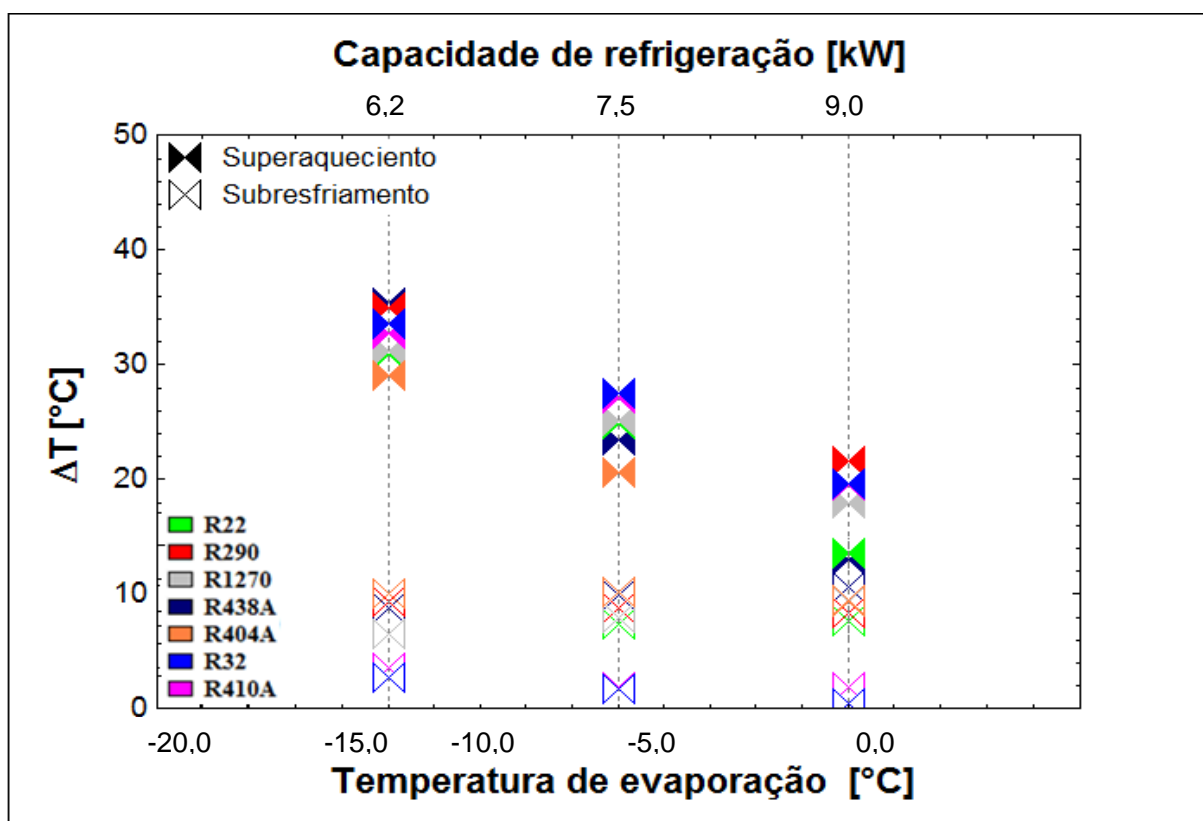 Capacidade de refrigeração [kW]
6,2 7,5 9,0
50
Superaqueciento
Subresfriamento
40
30
ΔT [°C]
20
R22
R290
R1270
10
R438A
R404A
R32
R410A
0
-20,0 -15,0 -10,0 -5,0 0,0
Temperatura de evaporação [°C]